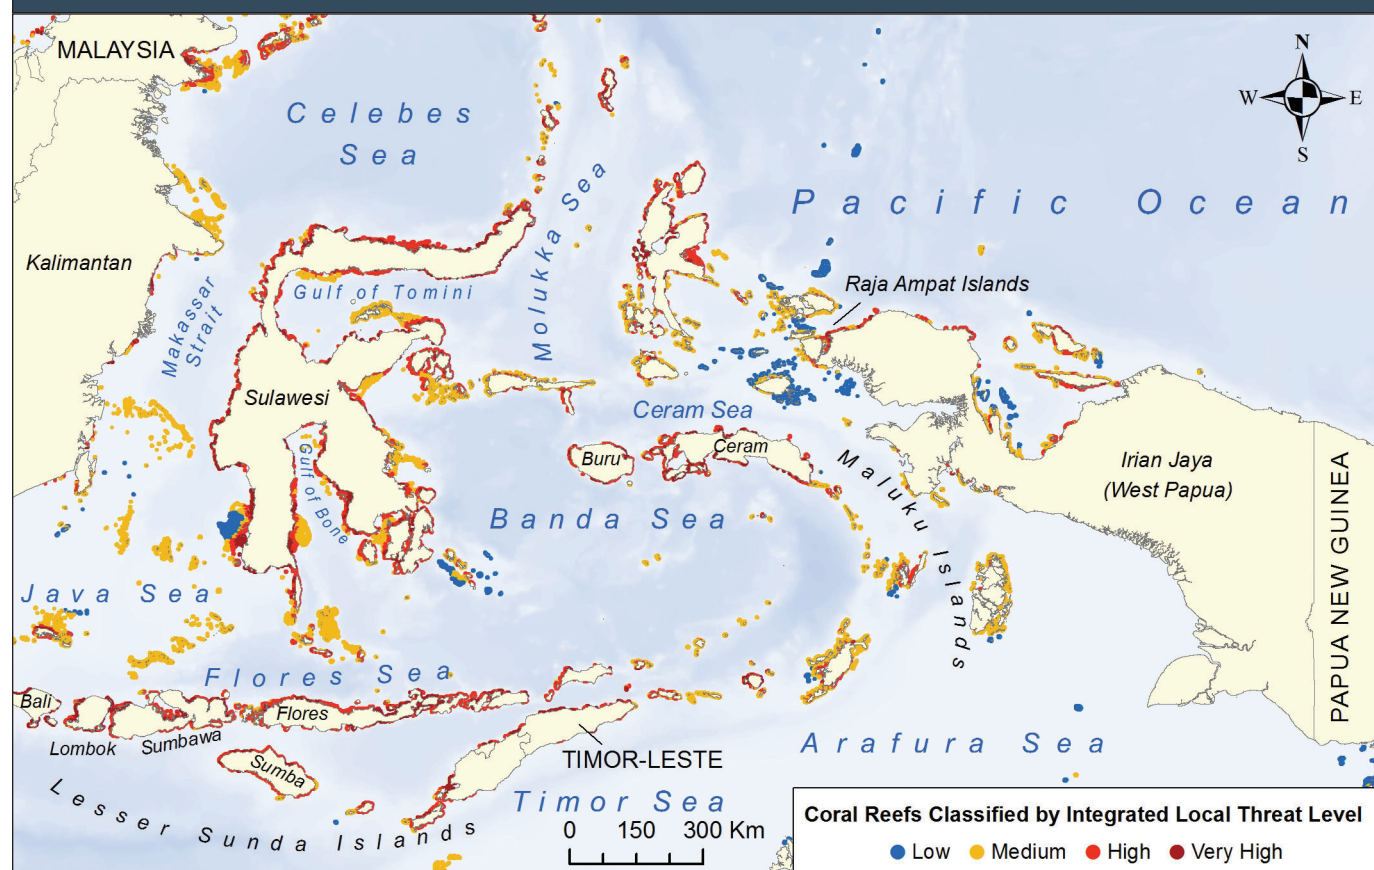 MALAYSIA
N
W
E
S
Celebes
Sea
Molukka Sea
Pacific Ocean
Kalimantan
Makassar
Strait
Gulf of Tomini
Raja Ampat Islands
Sulawesi
Ceram Sea
Buru
Ceram
Gulf of Bone
Maluku Islands
Irian Jaya
(West Papua)
PAPUA NEW GUINEA
Banda Sea
Java Sea
Flores Sea
Bali
Lombok
Sumbawa
Flores
Sumba
TIMOR-LESTE
Arafura Sea
Timor Sea
Lesser Sunda Islands
0 150 300 Km
Coral Reefs Classified by Integrated Local Threat Level
Low Medium High Very High